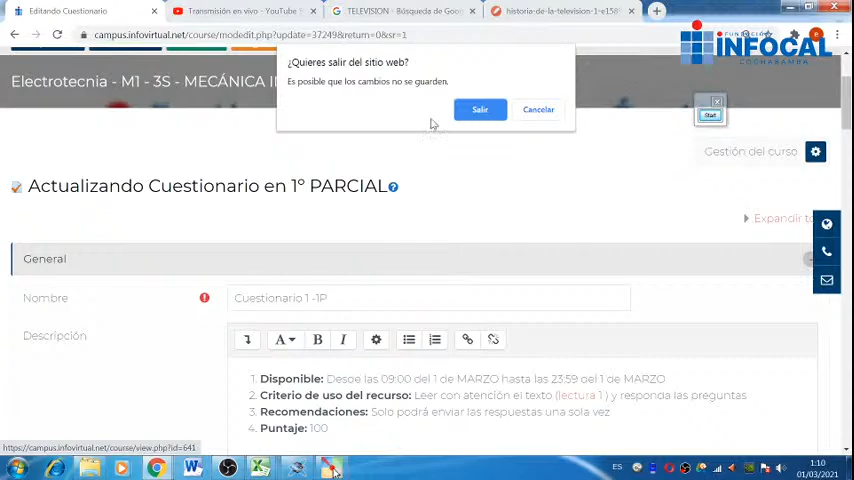 Editando Cuestionario
Transmisión en vivo - YouTube S
TELEVISION - Búsqueda de Goo
historia-de-la-television-1-e158
campus.infovirtual.net/course/modedit.php?update=37249&return=0&sr=1
INFOCAL
COCHABAMBA
¿Quieres salir del sitio web?
Es posible que los cambios no se guarden.
Salir
Cancelar
Electrotecnia - M1 - 3S - MECÁNICA I
Start
Gestión del curso
Actualizando Cuestionario en 1º PARCIAL
Expandir to
General
Nombre
Cuestionario 1 -1P
Descripción
A B I
1. Disponible: Desde las 09:00 del 1 de MARZO hasta las 23:59 del 1 de MARZO
2. Criterio de uso del recurso: Leer con atención el texto (lectura 1 ) y responda las preguntas
3. Recomendaciones: Solo podrá enviar las respuestas una sola vez
4. Puntaje: 100
https://campus.infovirtual.net/course/view.php?id=641
ES
1:10
01/03/2021